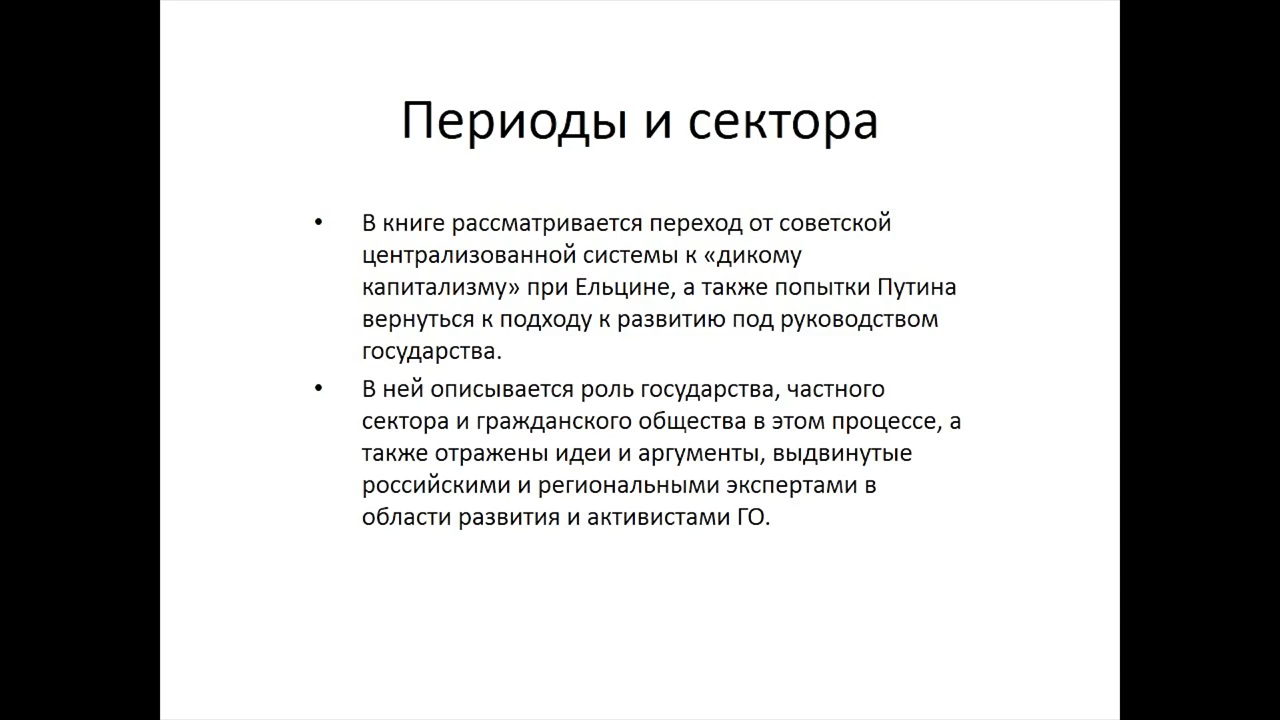 Периоды и сектора
• В книге рассматривается переход от советской
централизованной системы к «дикому
капитализму» при Ельцине, а также попытки Путина
вернуться к подходу к развитию под руководством
государства.
• В ней описывается роль государства, частного
сектора и гражданского общества в этом процессе, а
также отражены идеи и аргументы, выдвинутые
российскими и региональными экспертами в
области развития и активистами ГО.